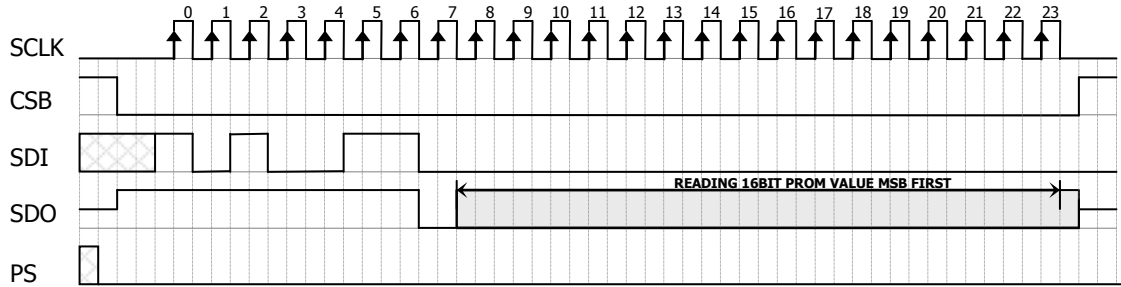 0 1 2 3 4 5 6 7 8 9 10 11 12 13 14 15 16 17 18 19 20 21 22 23
SCLK
CSB
SDI
READING 16BIT PROM VALUE MSB FIRST
SDO
PS